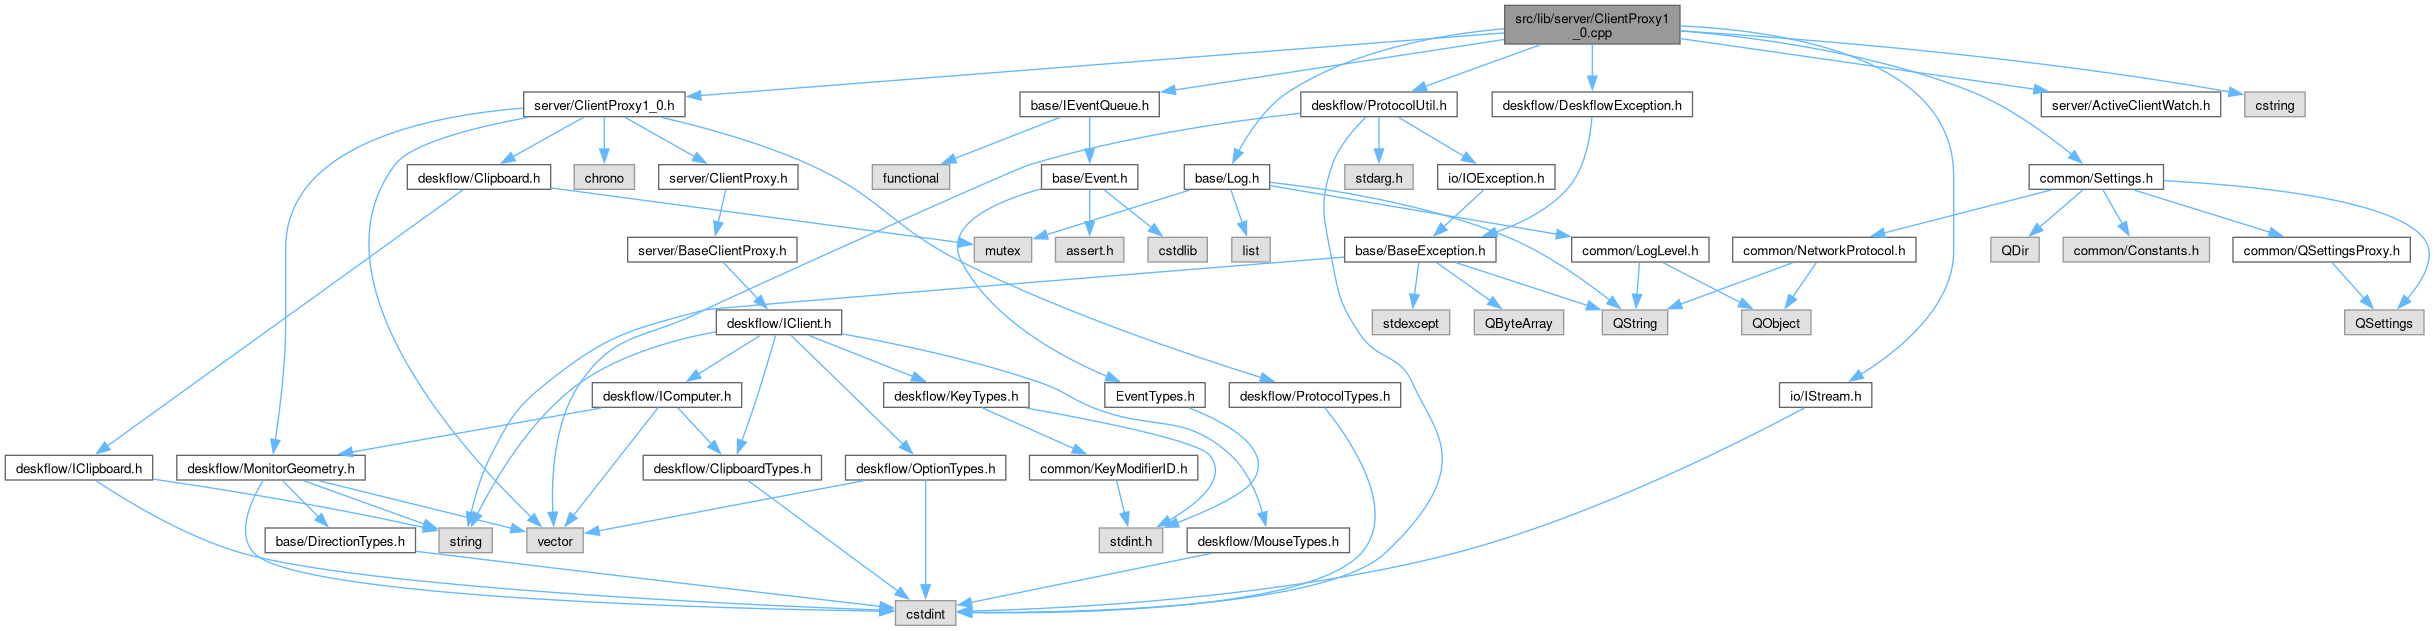 src/lib/server/ClientProxy1
_0.cpp
server/ClientProxy1_0.h
base/IEventQueue.h
deskflow/ProtocolUtil.h
deskflow/DeskflowException.h
server/ActiveClientWatch.h
cstring
deskflow/Clipboard.h
chrono
server/ClientProxy.h
functional
base/Event.h
base/Log.h
stdarg.h
io/IOException.h
common/Settings.h
server/BaseClientProxy.h
mutex
assert.h
cstdlib
list
base/BaseException.h
common/LogLevel.h
common/NetworkProtocol.h
QDir
common/Constants.h
common/QSettingsProxy.h
deskflow/IClient.h
stdexcept
QByteArray
QString
QObject
QSettings
deskflow/IComputer.h
deskflow/KeyTypes.h
EventTypes.h
deskflow/ProtocolTypes.h
io/IStream.h
deskflow/IClipboard.h
deskflow/MonitorGeometry.h
deskflow/ClipboardTypes.h
deskflow/OptionTypes.h
common/KeyModifierID.h
base/DirectionTypes.h
string
vector
stdint.h
deskflow/MouseTypes.h
cstdint